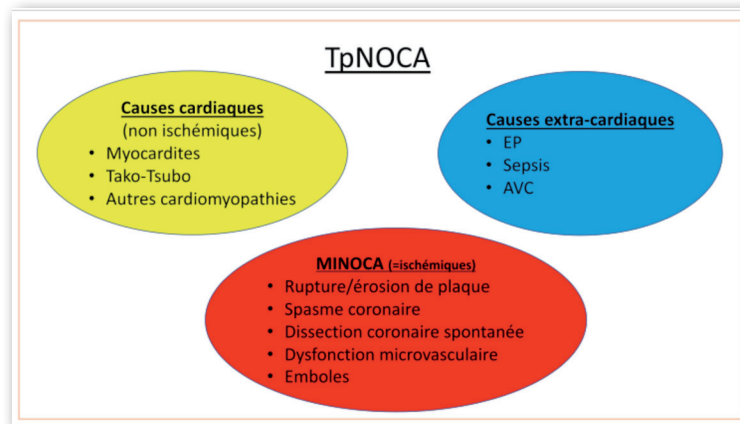 TpNOCA
Causes cardiaques
(non ischémiques)
• Myocardites
• Tako-Tsubo
• Autres cardiomyopathies
Causes extra-cardiaques
• EP
• Sepsis
• AVC
MINOCA (=ischémiques)
• Rupture/érosion de plaque
• Spasme coronaire
• Dissection coronaire spontanée
• Dysfonction microvasculaire
• Emboles